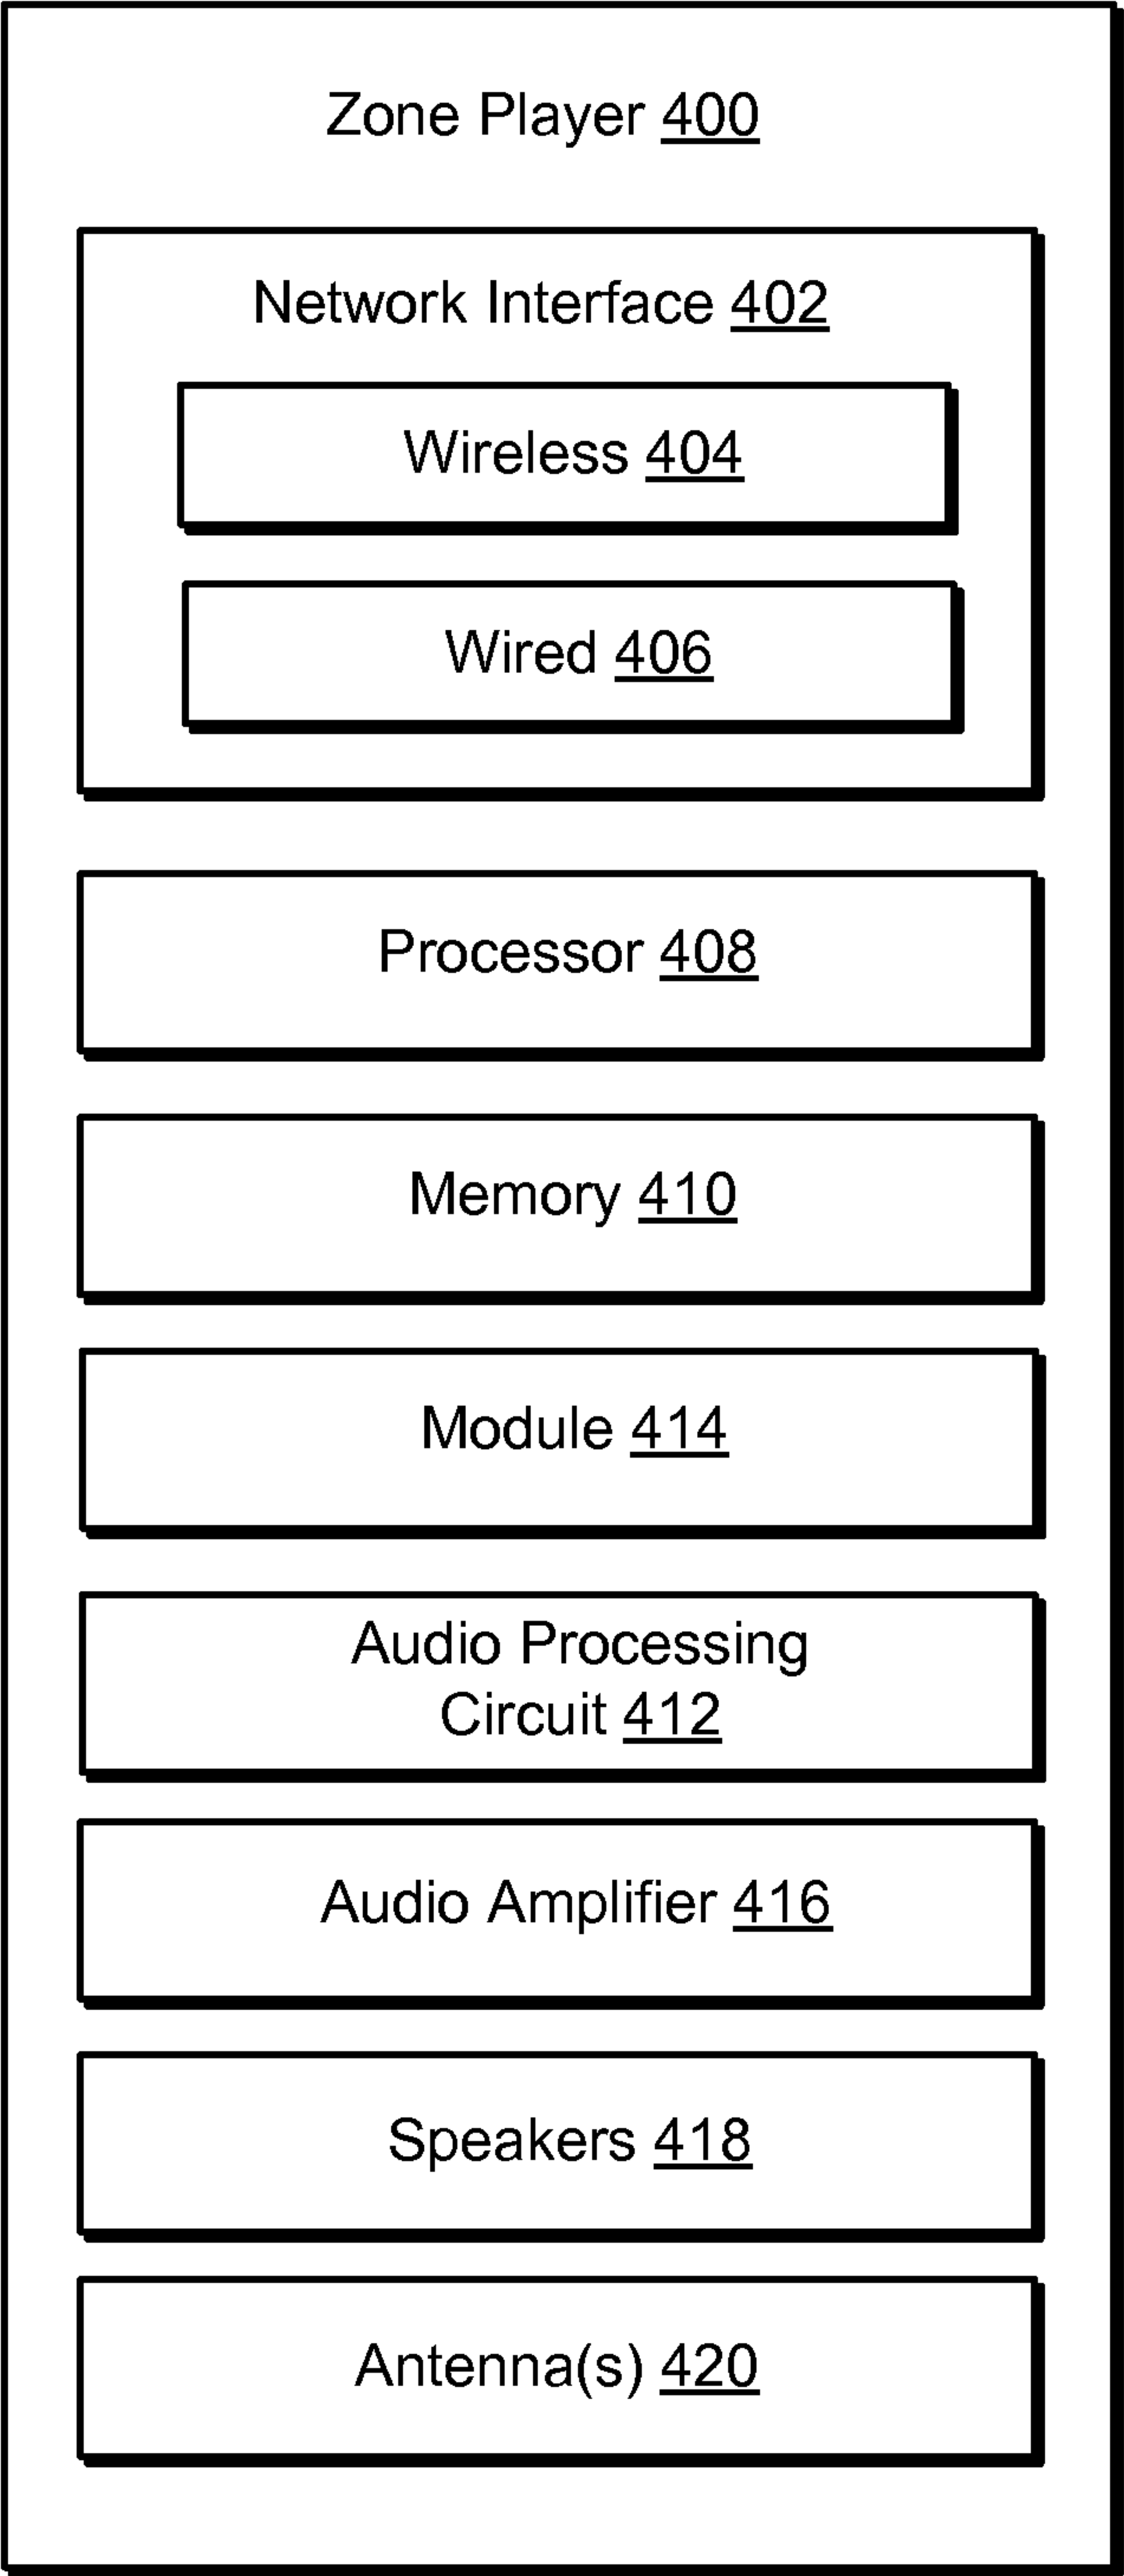 Zone Player 400
Network Interface 402
Wireless 404
Wired 406
Processor 408
Memory 410
Module 414
Audio Processing
Circuit 412
Audio Amplifier 416
Speakers 418
Antenna(s) 420